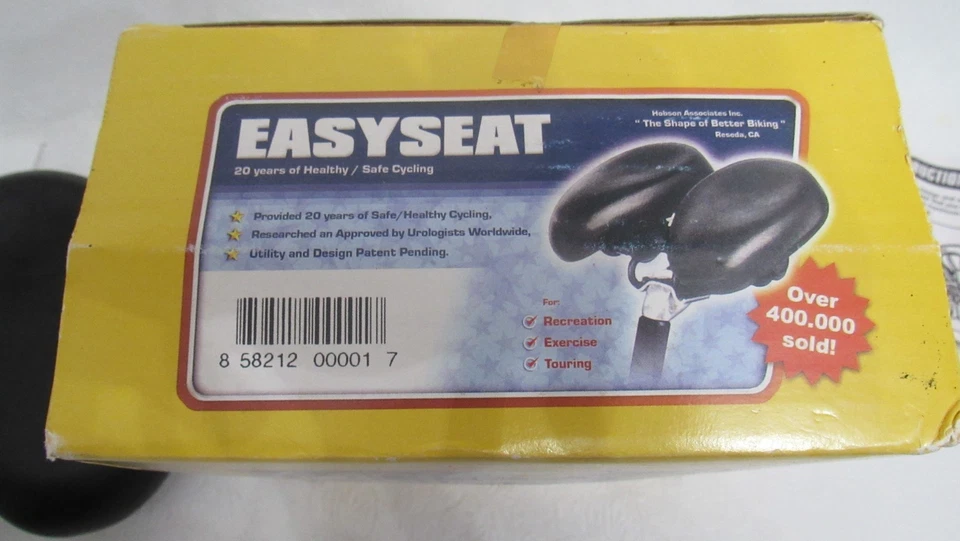 EASYSEAT
20 years of Healthy / Safe Cycling
Hobson Associates Inc.
" The Shape of Better Biking "
Reseda, CA
Provided 20 years of Safe/Healthy Cycling,
Researched an Approved by Urologists Worldwide,
Utility and Design Patent Pending.
For:
Recreation
Exercise
Touring
Over
400.000
sold!
8 58212 00001 7